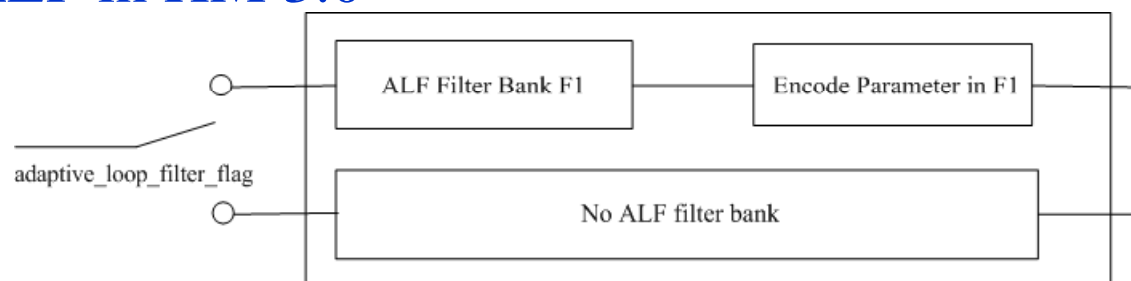 ALF Filter Bank F1
Encode Parameter in F1
adaptive_loop_filter_flag
No ALF filter bank